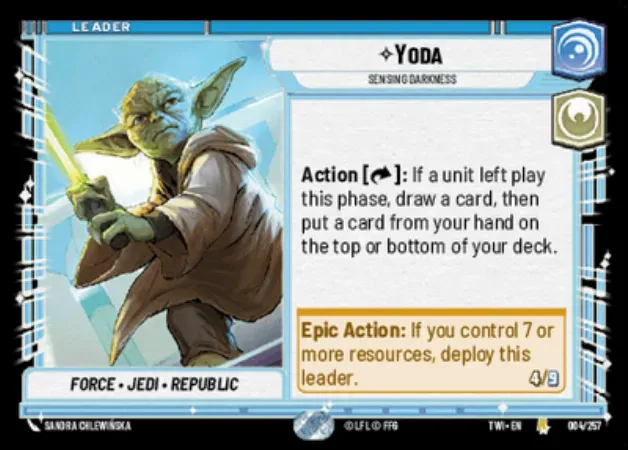 LEADER
YODA
SENSING DARKNESS
Action [ ]: If a unit left play
this phase, draw a card, then
put a card from your hand on
the top or bottom of your deck.
Epic Action: If you control 7 or
more resources, deploy this
leader.
4/9
FORCE • JEDI • REPUBLIC
SANDRA CHLEWIŃSKA
©LFL © FFG
TWI • EN
004/257